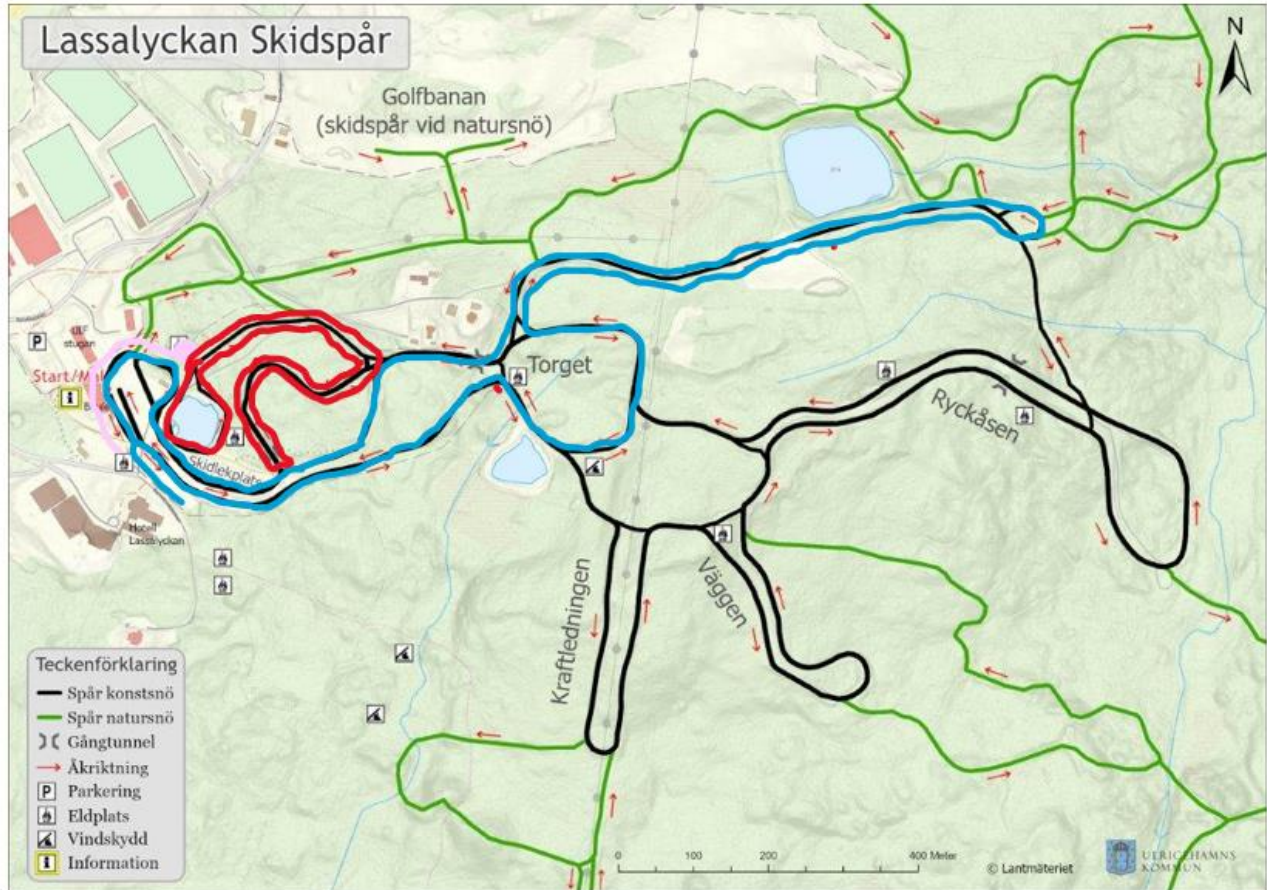 Lassalyckan Skidspår
N
Golfbanan
(skidspår vid natursnö)
P
ULF
stugan
Start/
i
Torget
Skidlekplats
Ryckåsen
Hotell
Lassalyckan
Kraftledningen
Väggen
Teckenförklaring
Spår konstsnö
Spår natursnö
Gångtunnel
Åkriktning
P Parkering
Eldplats
Vindskydd
i Information
0 100 200 400 Meter
© Lantmäteriet
ULRICEHAMNS
KOMMUN